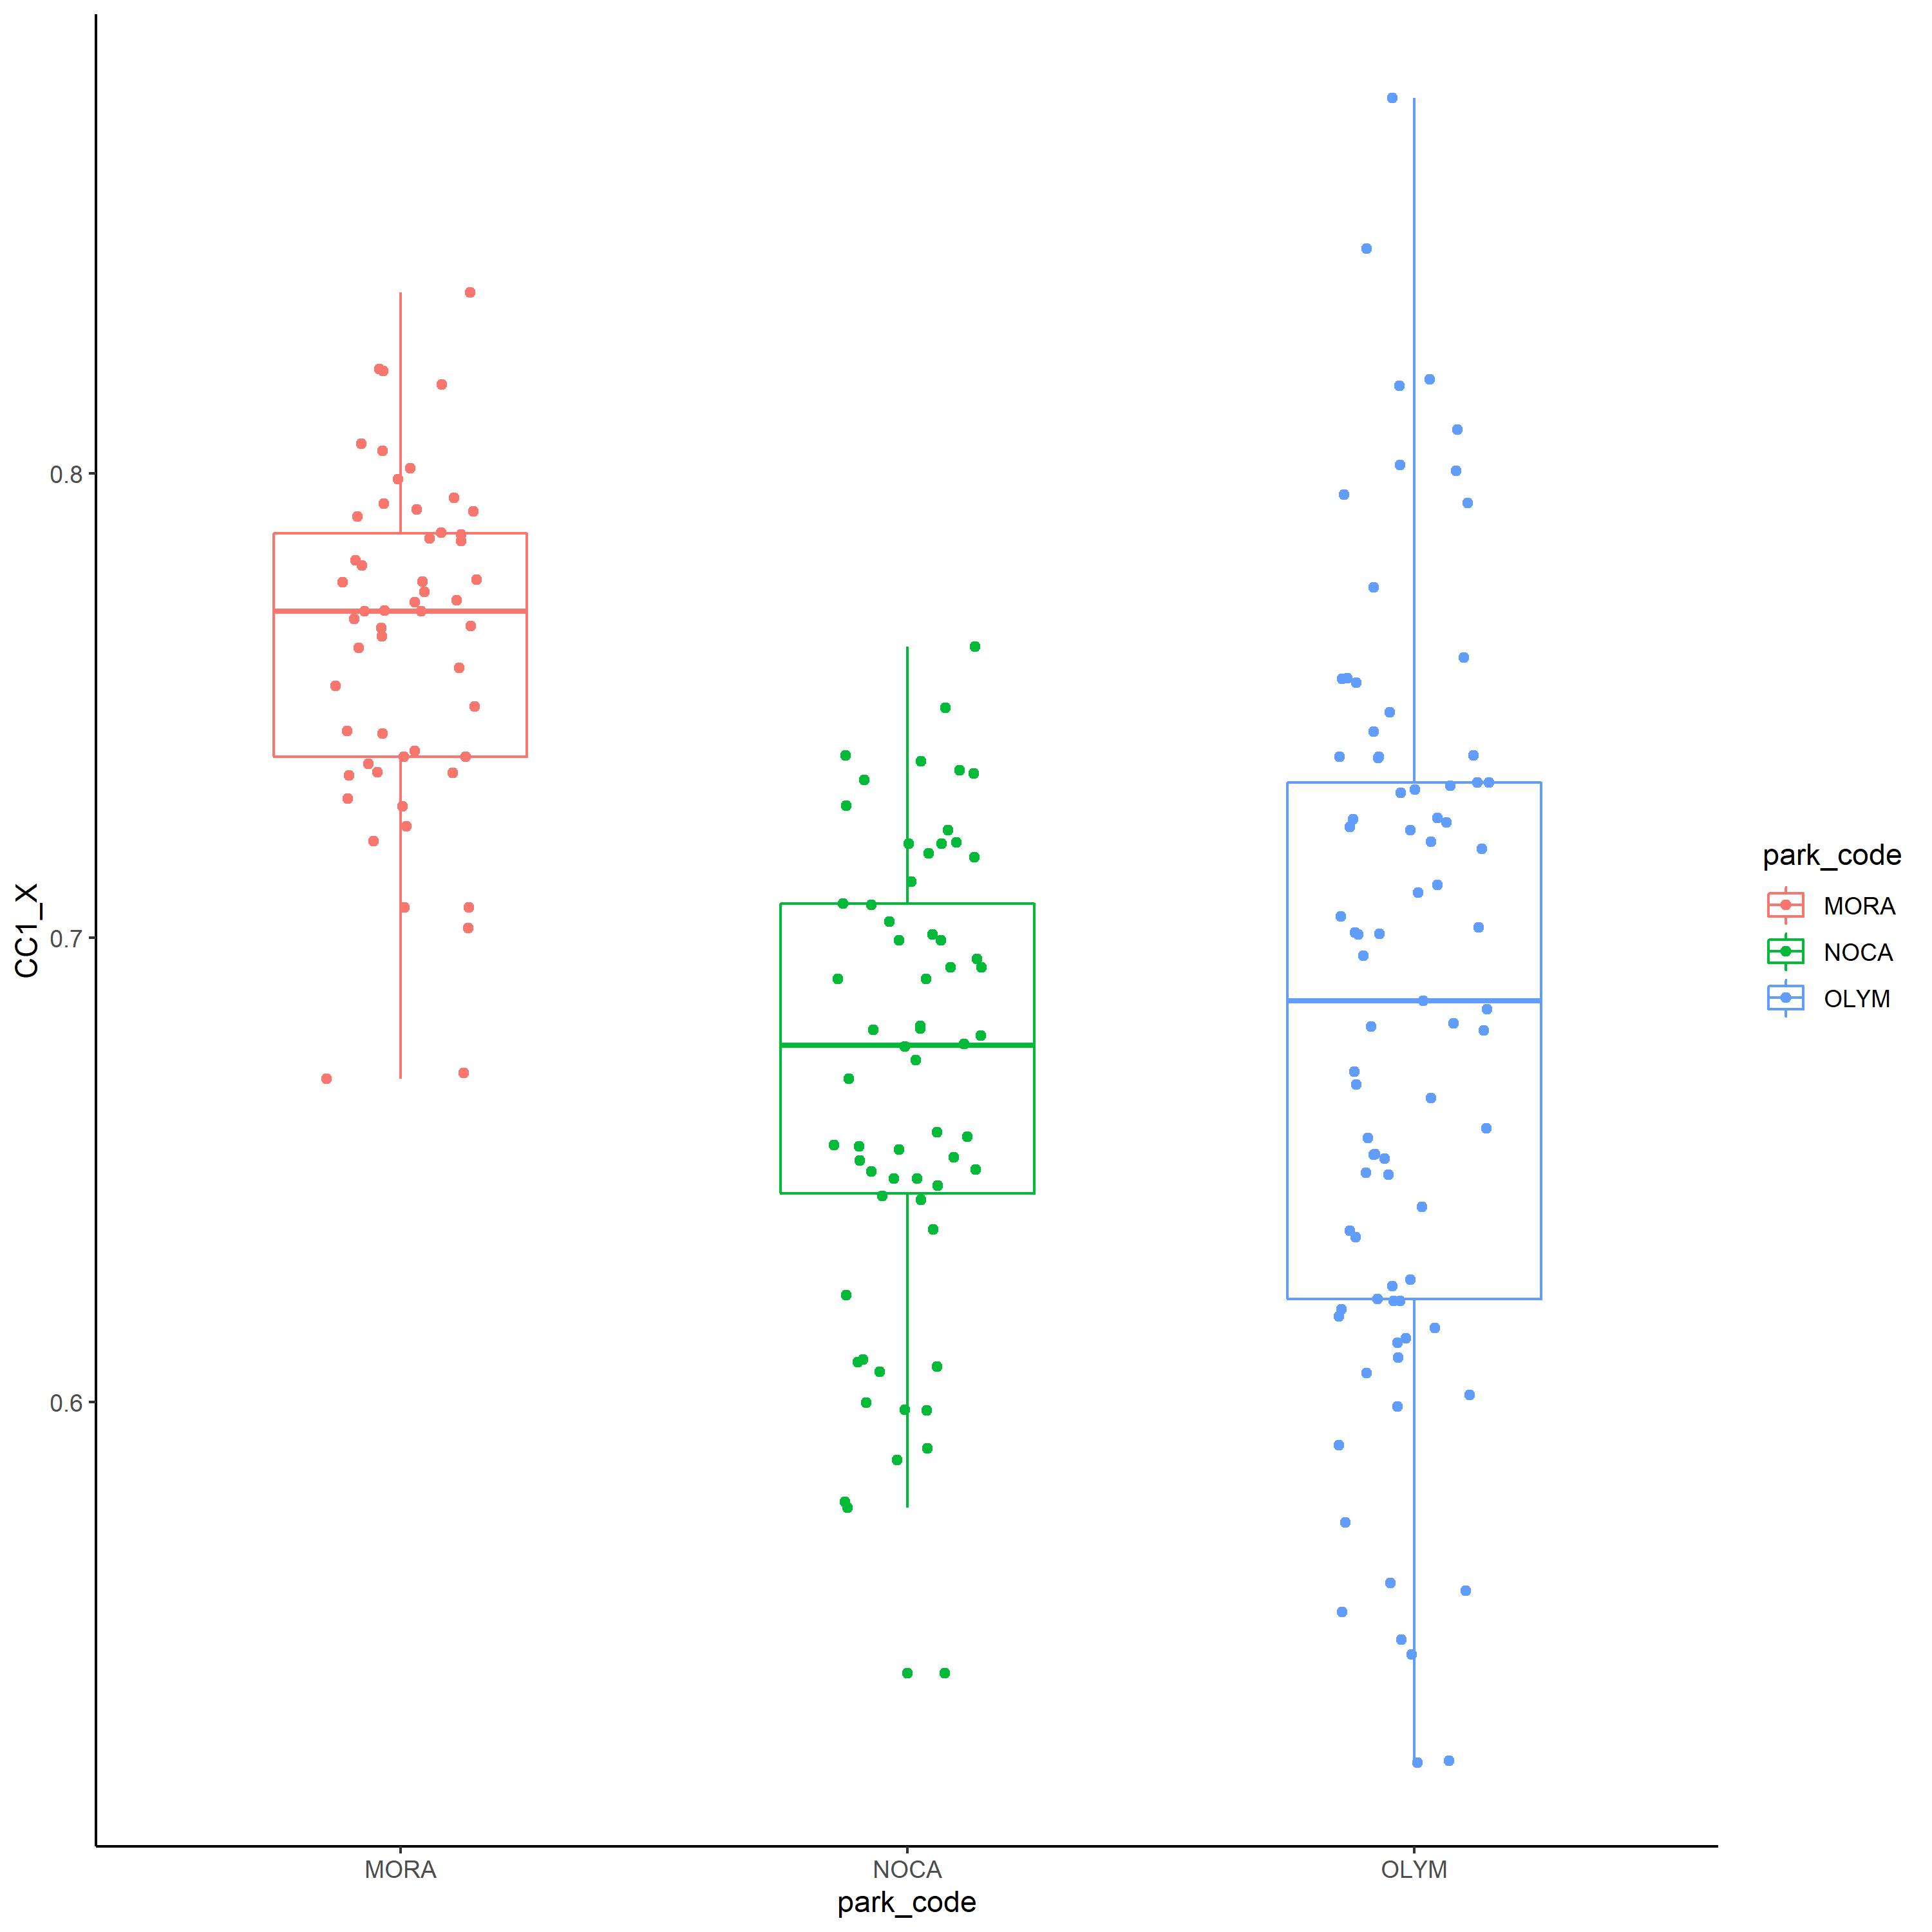 CC1_X
0.8
0.7
0.6
MORA
NOCA
OLYM
park_code
park_code
MORA
NOCA
OLYM